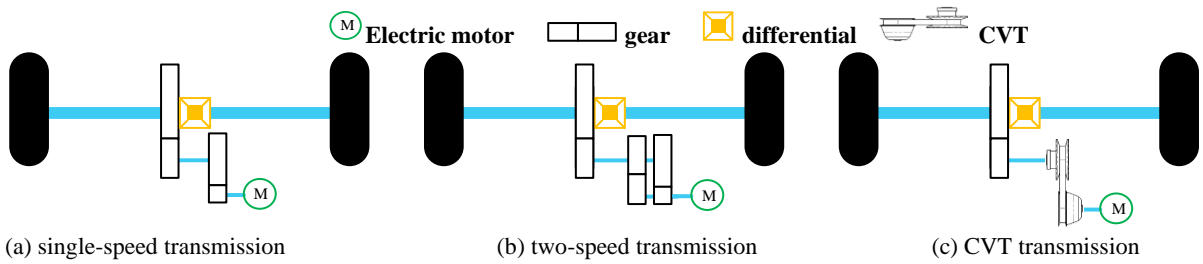 M Electric motor gear differential CVT
M M M
(a) single-speed transmission (b) two-speed transmission (c) CVT transmission